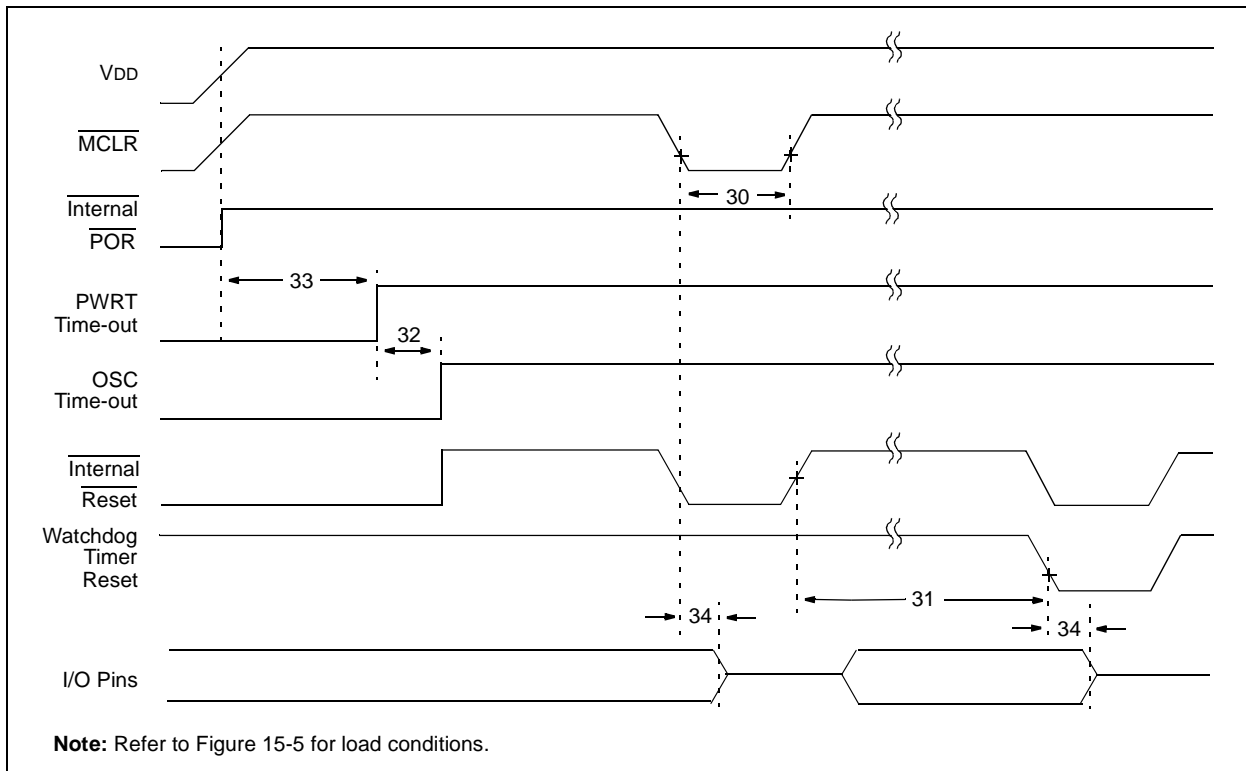 VDD
MCLR
Internal
POR
30
33
PWRT
Time-out
32
OSC
Time-out
Internal
Reset
Watchdog
Timer
Reset
31
34
34
I/O Pins
Note: Refer to Figure 15-5 for load conditions.